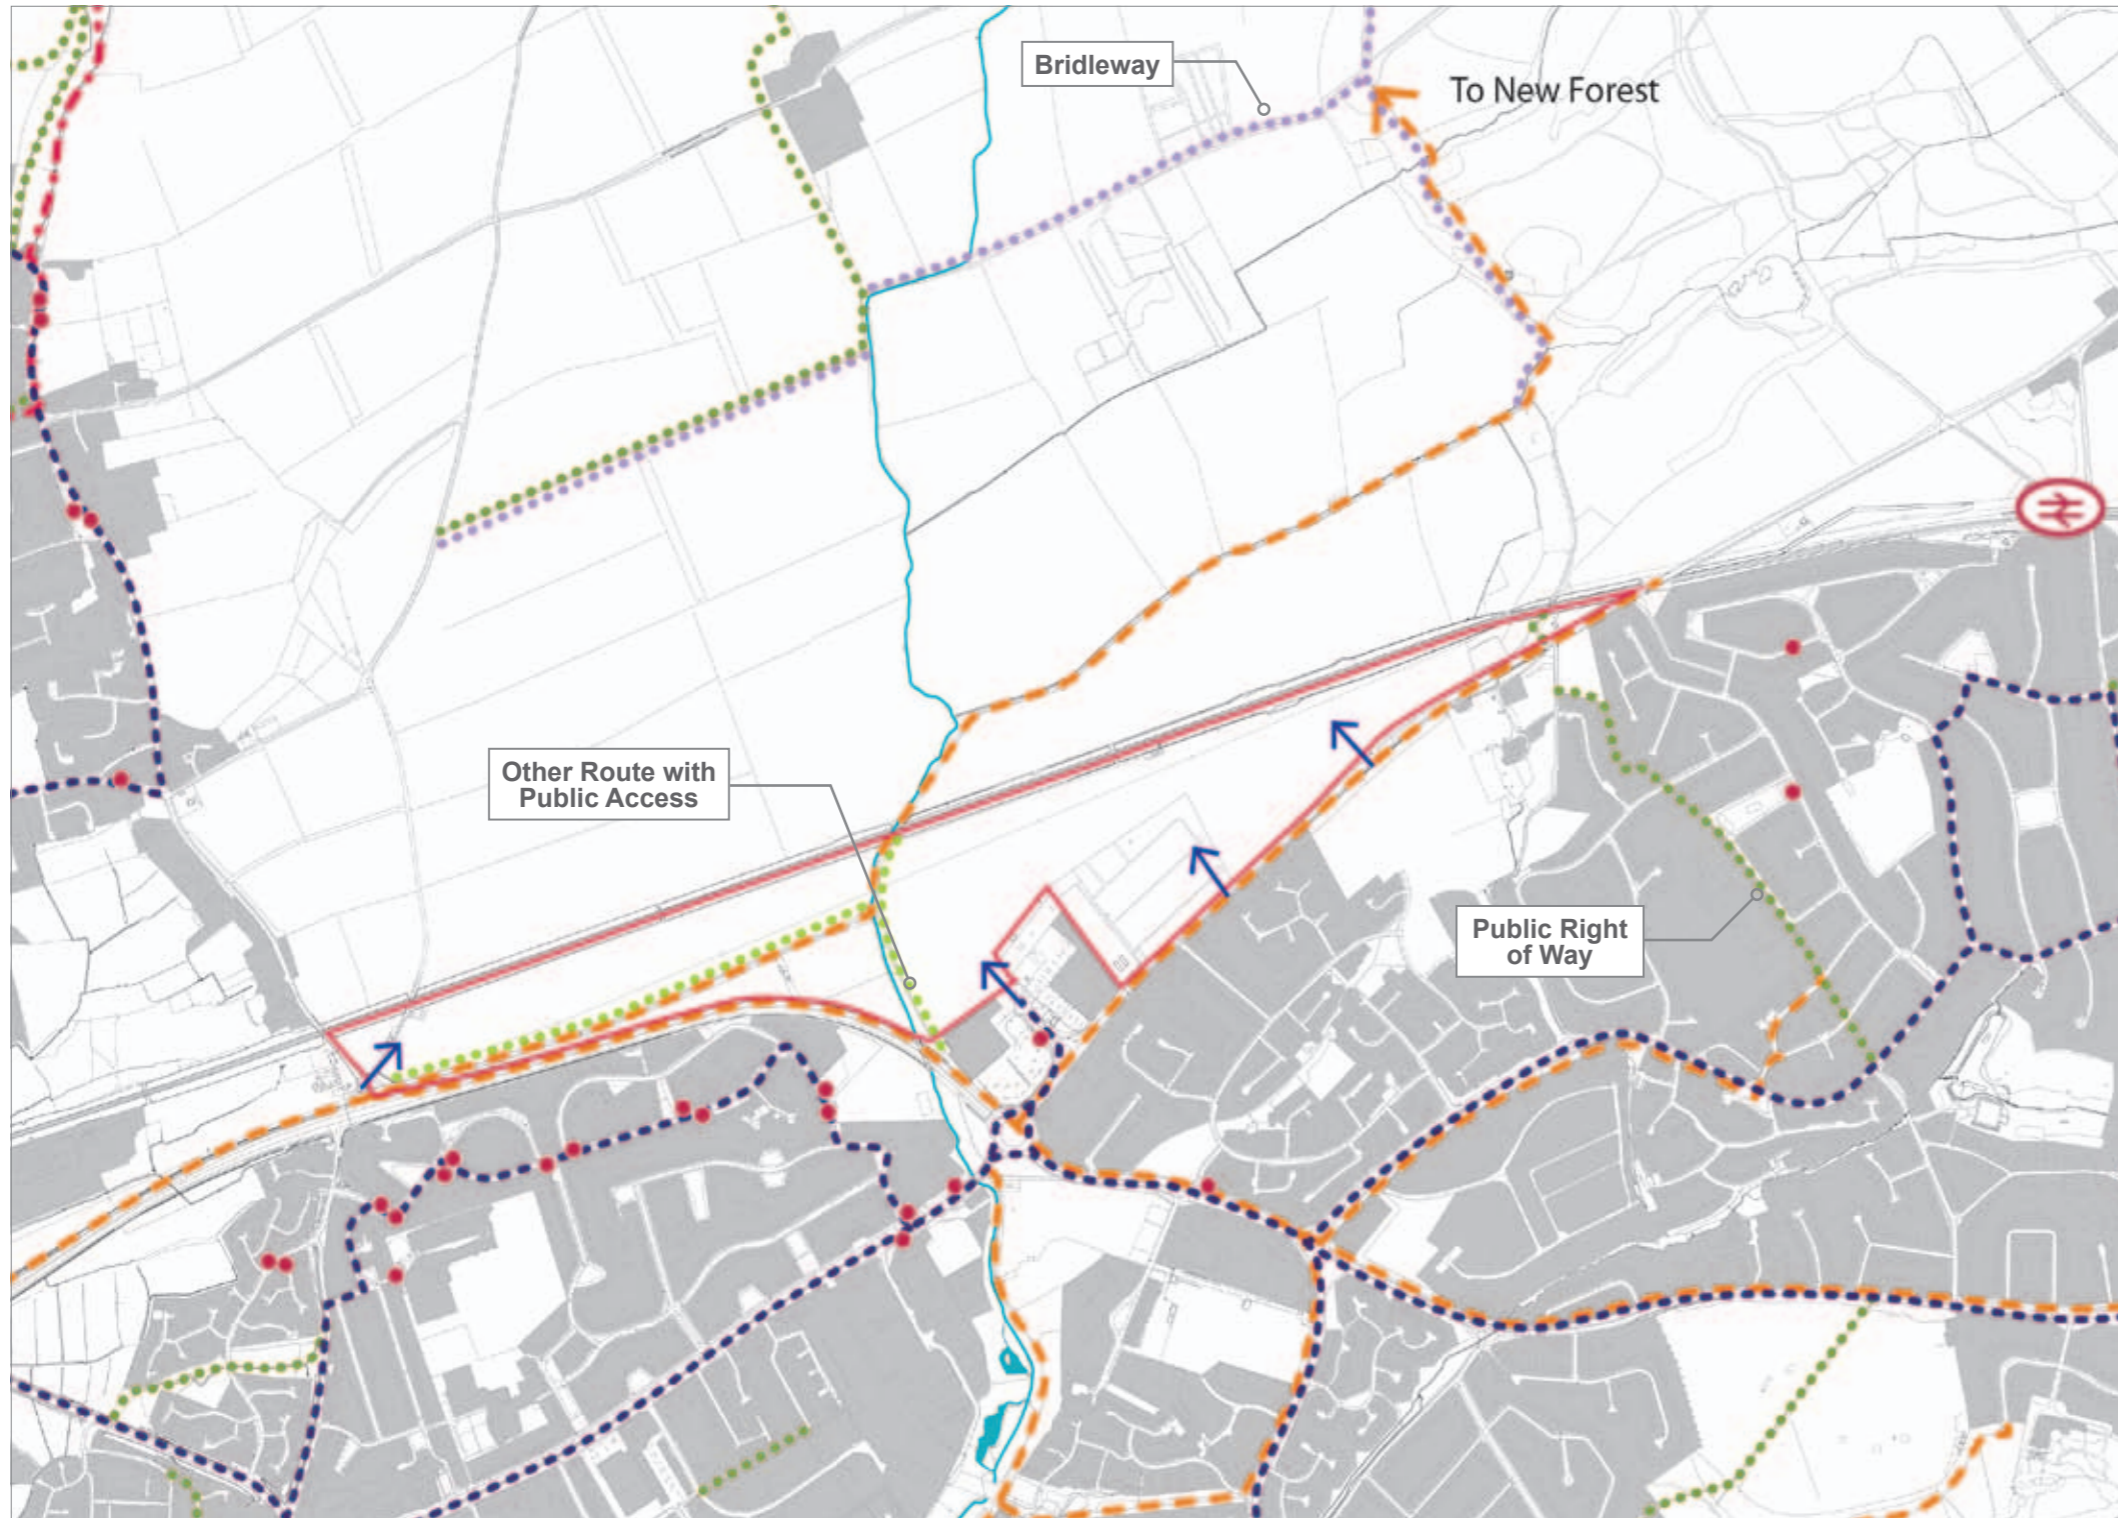 Bridleway
To New Forest
Other Route with
Public Access
Public Right
of Way